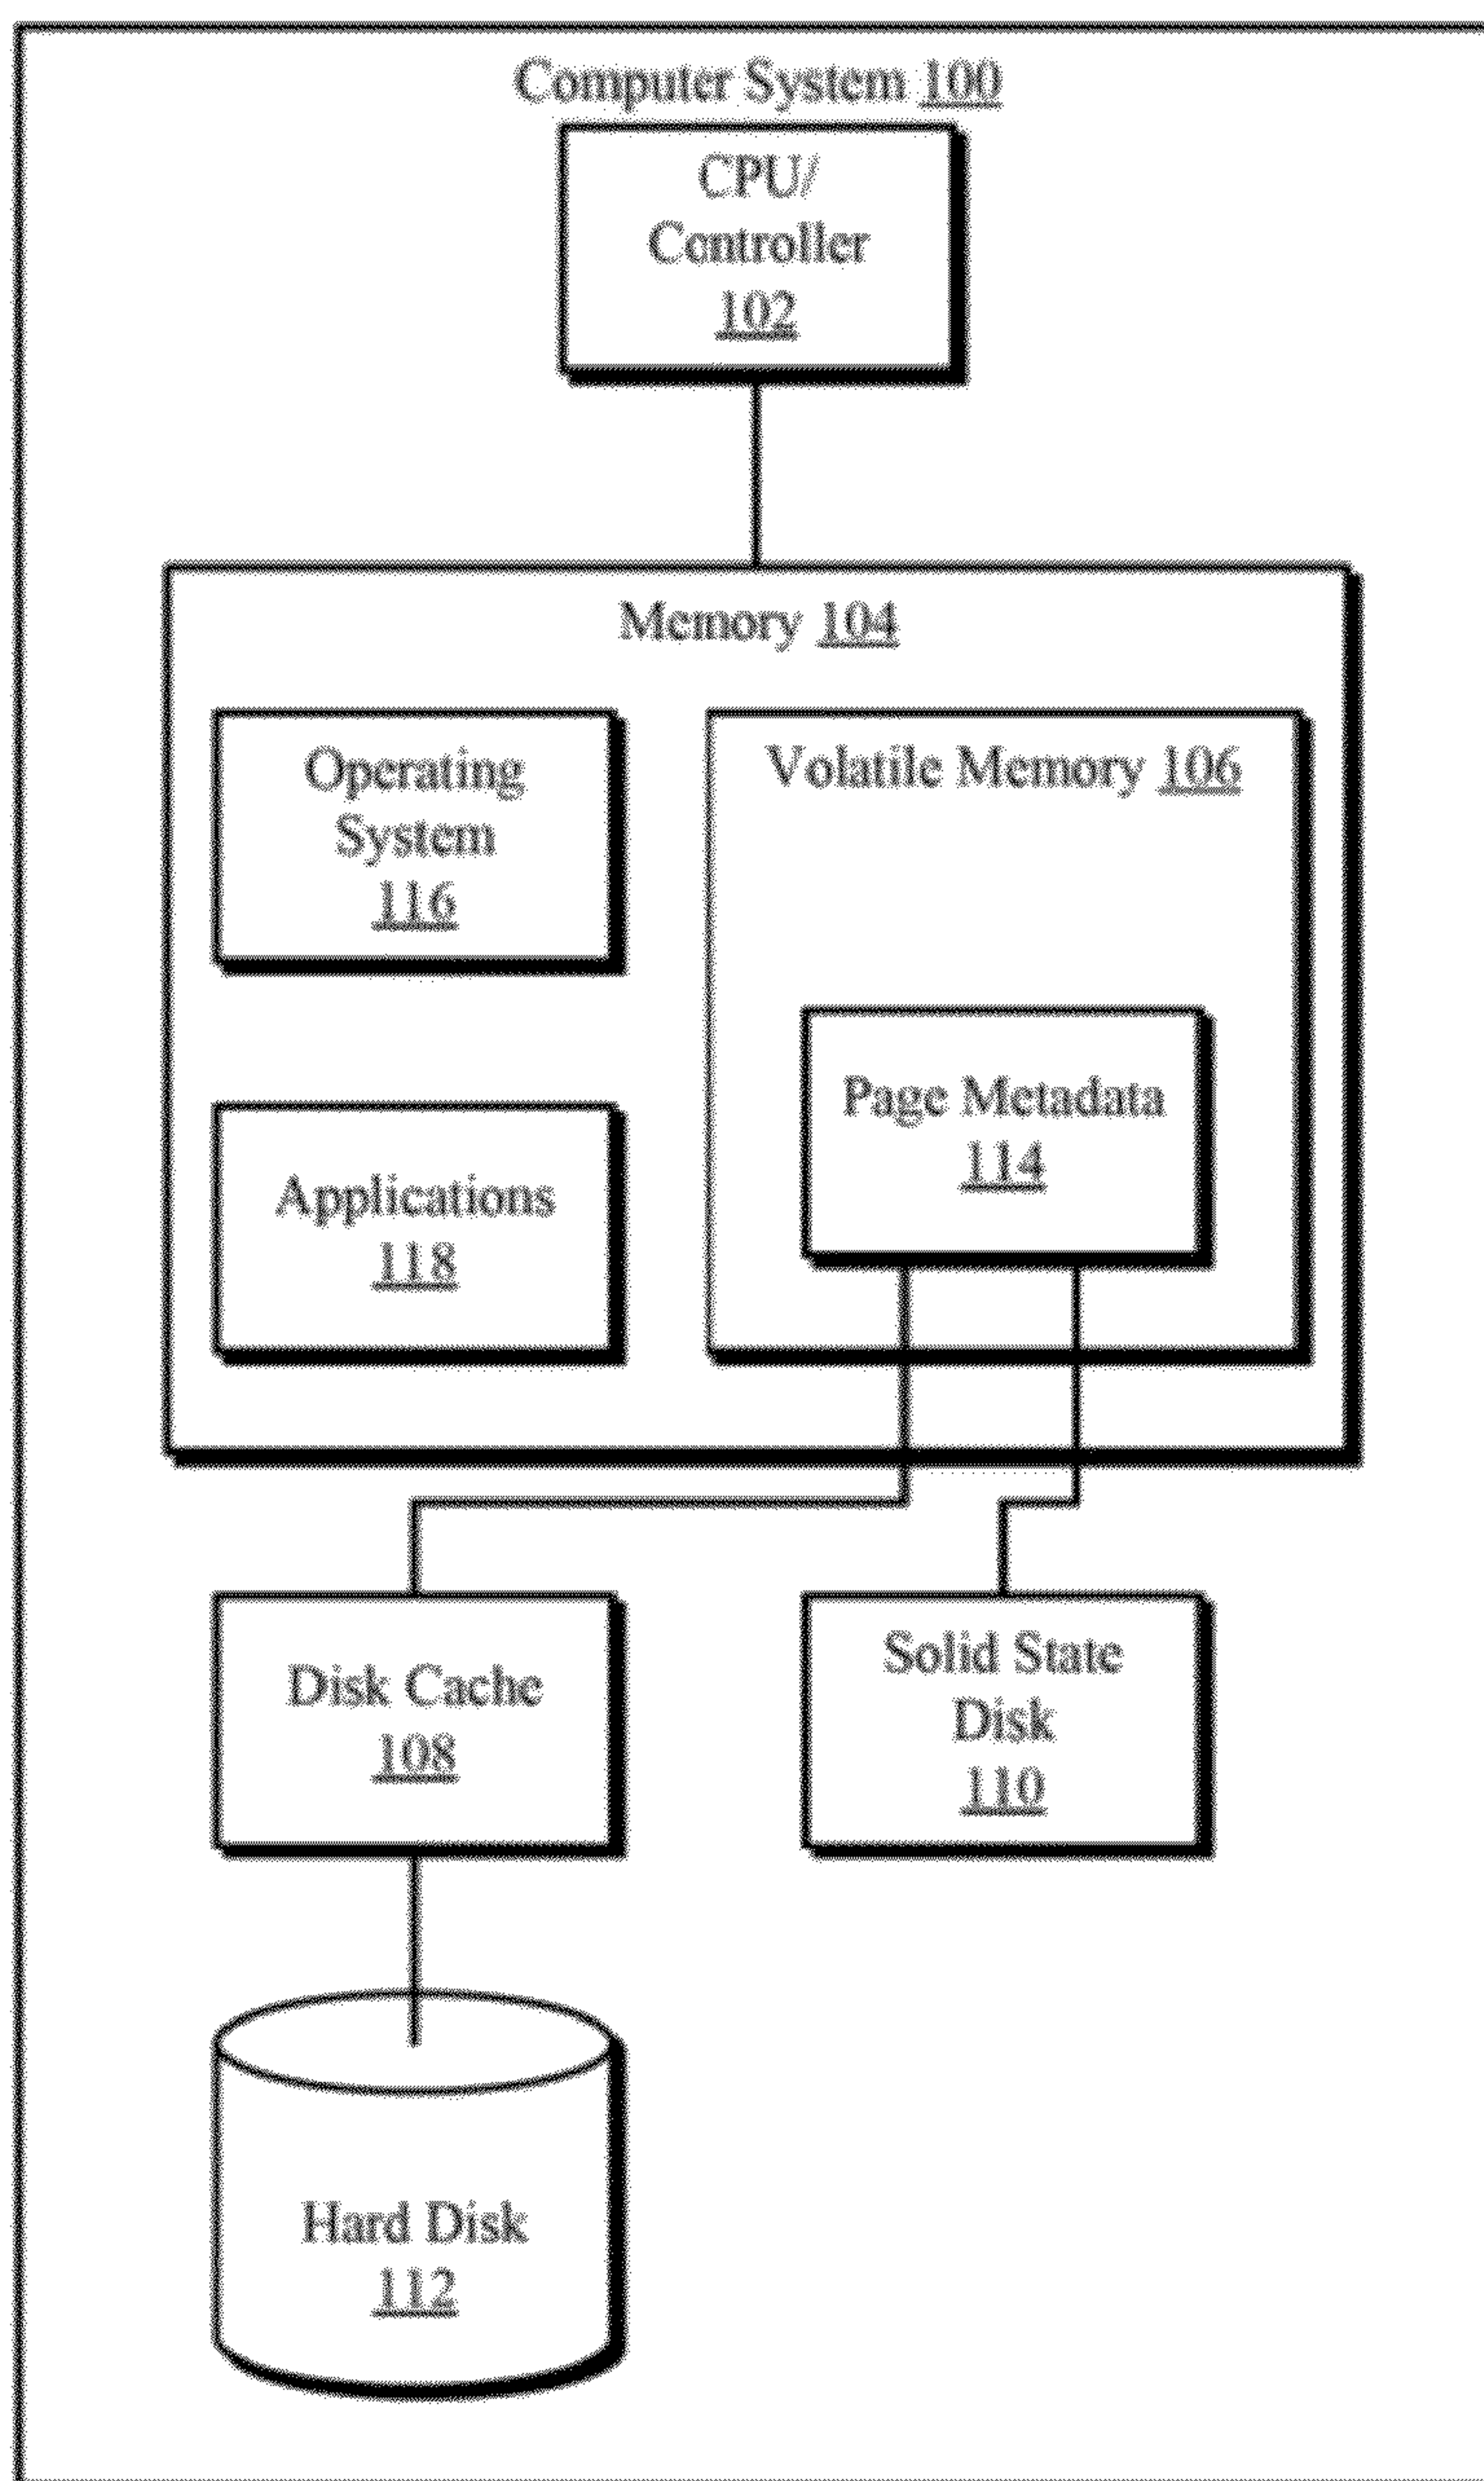 Computer System 100
CPU/
Controller
102
Memory 104
Operating
System
116
Volatile Memory 106
Page Metadata
114
Applications
118
Disk Cache
108
Solid State
Disk
110
Hard Disk
112